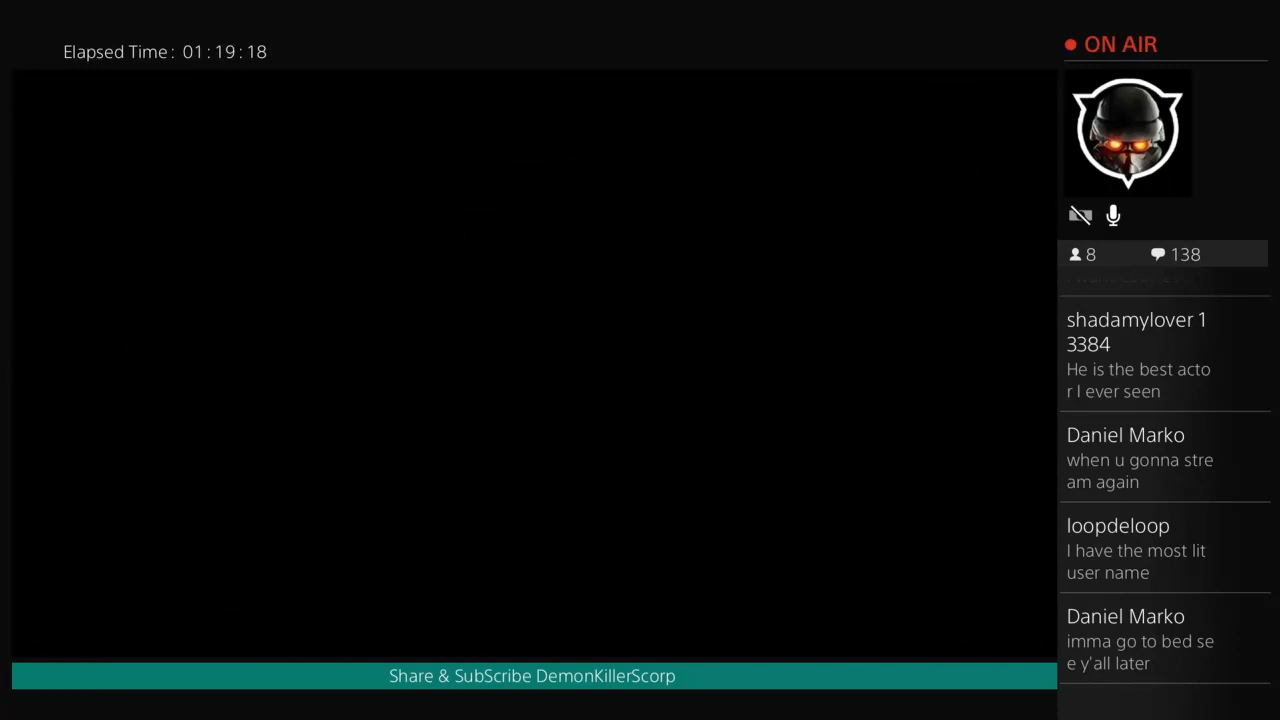 Elapsed Time: 01:19:18
ON AIR
8 138
shadamylover 1
3384
He is the best acto
r I ever seen
Daniel Marko
when u gonna stre
am again
loopdeloop
I have the most lit
user name
Daniel Marko
imma go to bed se
e y'all later
Share & SubScribe DemonKillerScorp